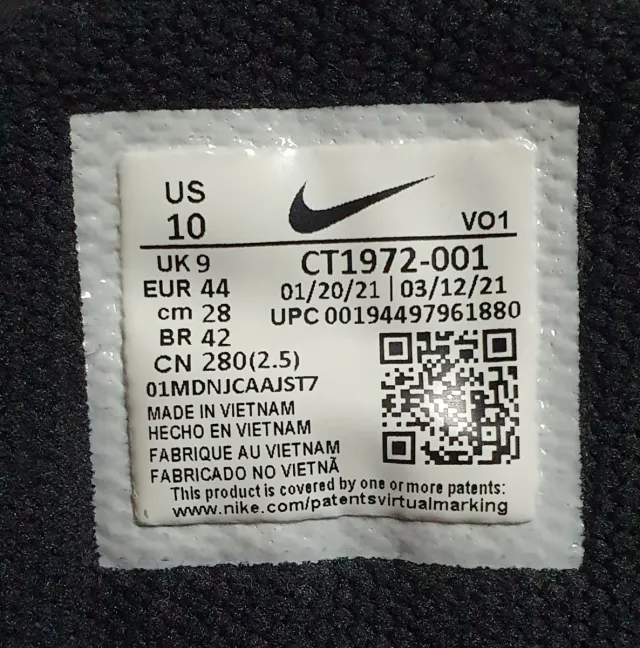 US
10
VO1
UK 9
CT1972-001
EUR 44
01/20/21 | 03/12/21
cm 28
UPC 00194497961880
BR 42
CN 280(2.5)
01MDNJCAAJST7
MADE IN VIETNAM
HECHO EN VIETNAM
FABRIQUE AU VIETNAM
FABRICADO NO VIETNÃ
This product is covered by one or more patents:
www.nike.com/patentsvirtualmarking